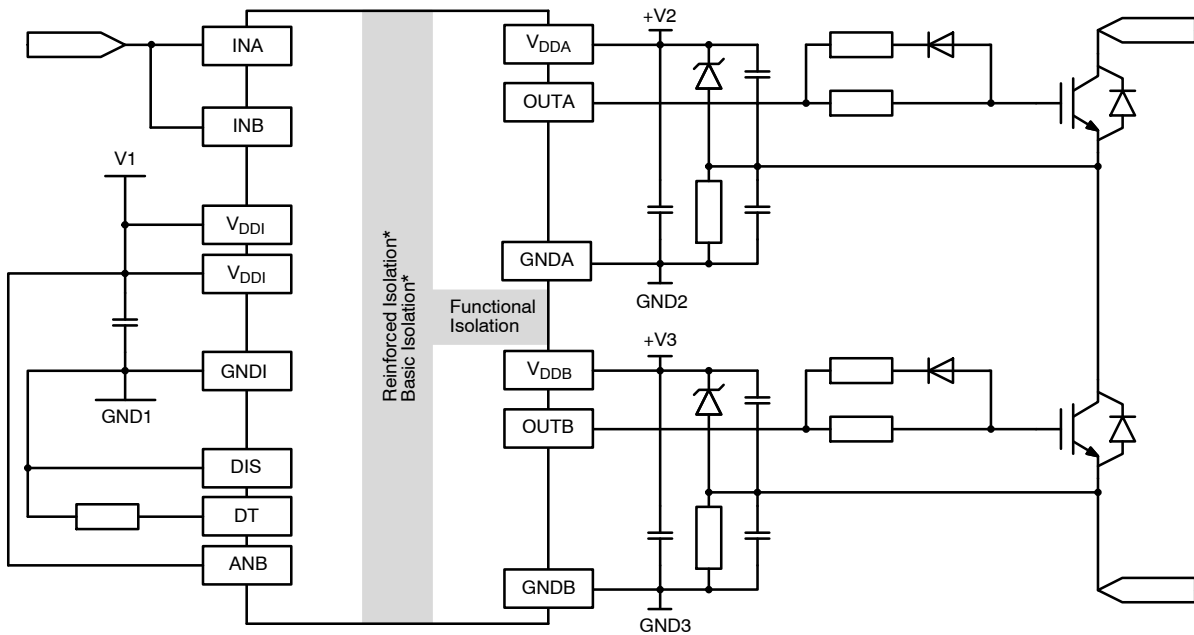 INA
INB
V1
VDDI
VDDI
GNDI
GND1
DIS
DT
ANB
Reinforced Isolation*
Basic Isolation*
Functional
Isolation
VDDA
OUTA
GNDA
VDDB
OUTB
GNDB
+V2
GND2
+V3
GND3